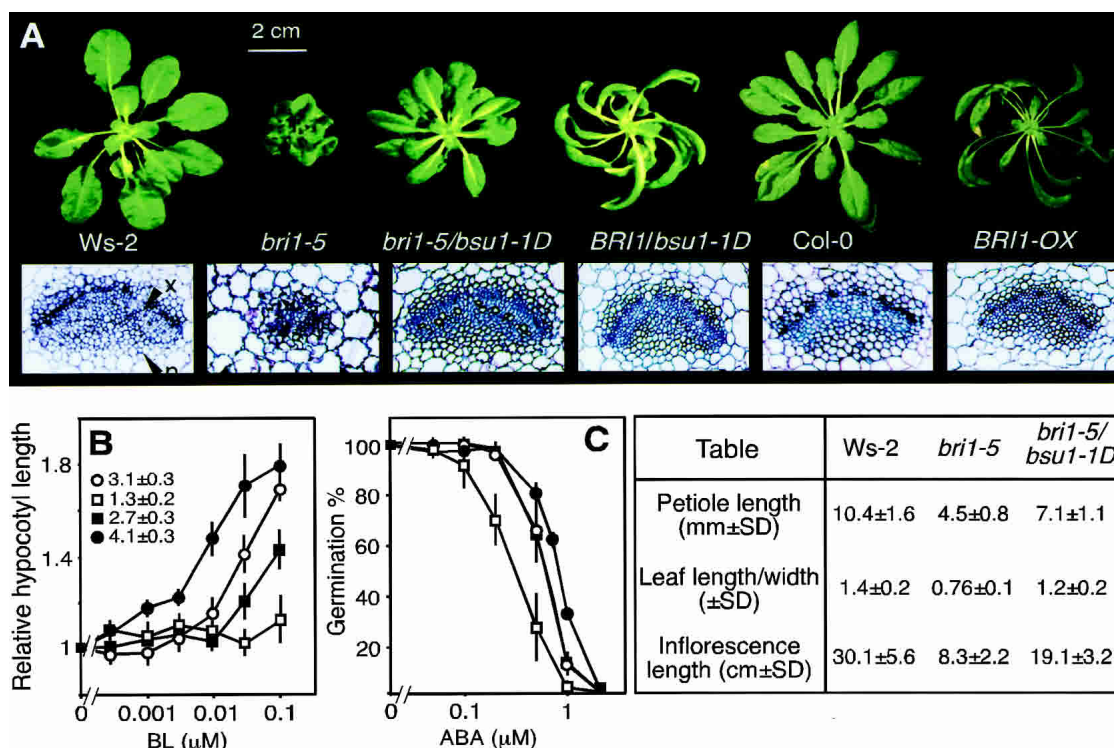 A
2 cm
Ws-2 bri1-5 bri1-5/bsu1-1D BRI1/bsu1-1D Col-0 BRI1-OX
x
B
Relative hypocotyl length
1.8
1.4
1
3.1±0.3
1.3±0.2
2.7±0.3
4.1±0.3
0 0.001 0.01 0.1
BL (μM)
C
Germination %
100
80
60
40
20
0 0.1 1
ABA (μM)
Table Ws-2 bri1-5 bri1-5/
bsu1-1D
Petiole length
(mm±SD) 10.4±1.6 4.5±0.8 7.1±1.1
Leaf length/width
(±SD) 1.4±0.2 0.76±0.1 1.2±0.2
Inflorescence
length (cm±SD) 30.1±5.6 8.3±2.2 19.1±3.2